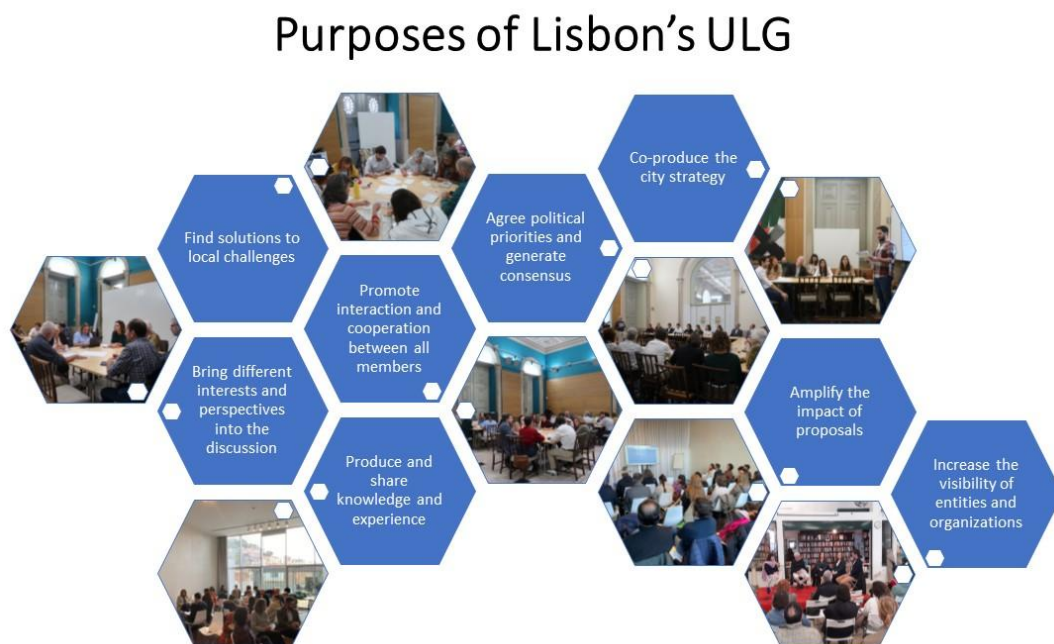 Purposes of Lisbon's ULG
Co-produce the
city strategy
Find solutions to
local challenges
Agree political
priorities and
generate
consensus
Promote
interaction and
cooperation
between all
members
Bring different
interests and
perspectives
into the
discussion
Amplify the
impact of
proposals
Produce and
share
knowledge and
experience
Increase the
visibility of
entities and
organizations